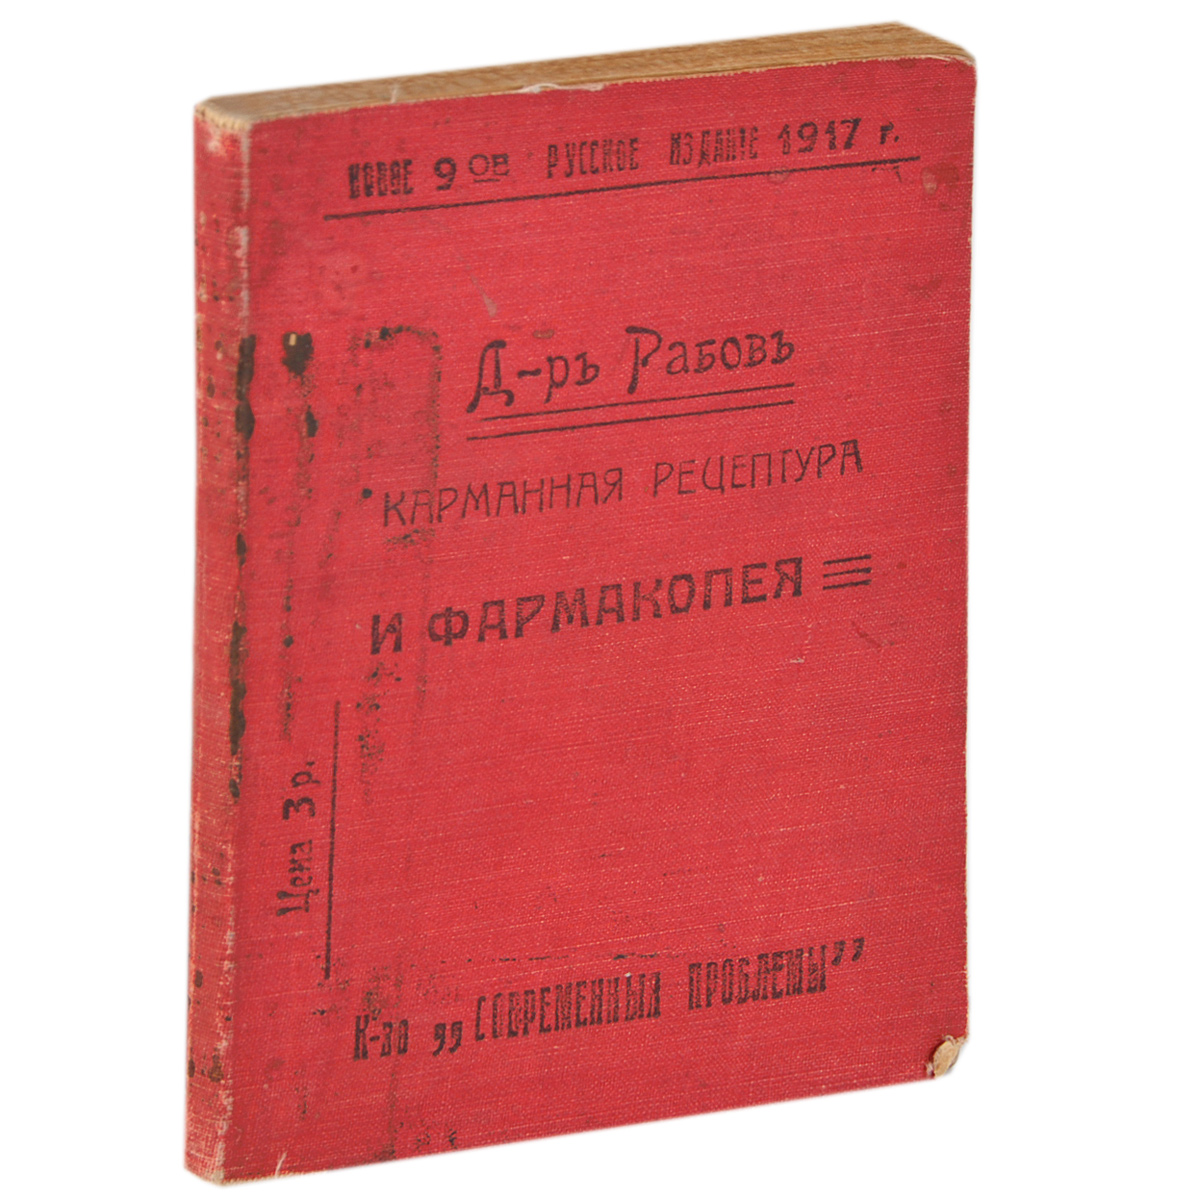 НОВОЕ 9ов РУССКОЕ ИЗДАНІЕ 1917 г.
Д-ръ Рабовъ
КАРМАННАЯ РЕЦЕПТУРА
И ФАРМАКОПЕЯ
Цена 3 р.
К-во „СОВРЕМЕННЫЯ ПРОБЛЕМЫ”